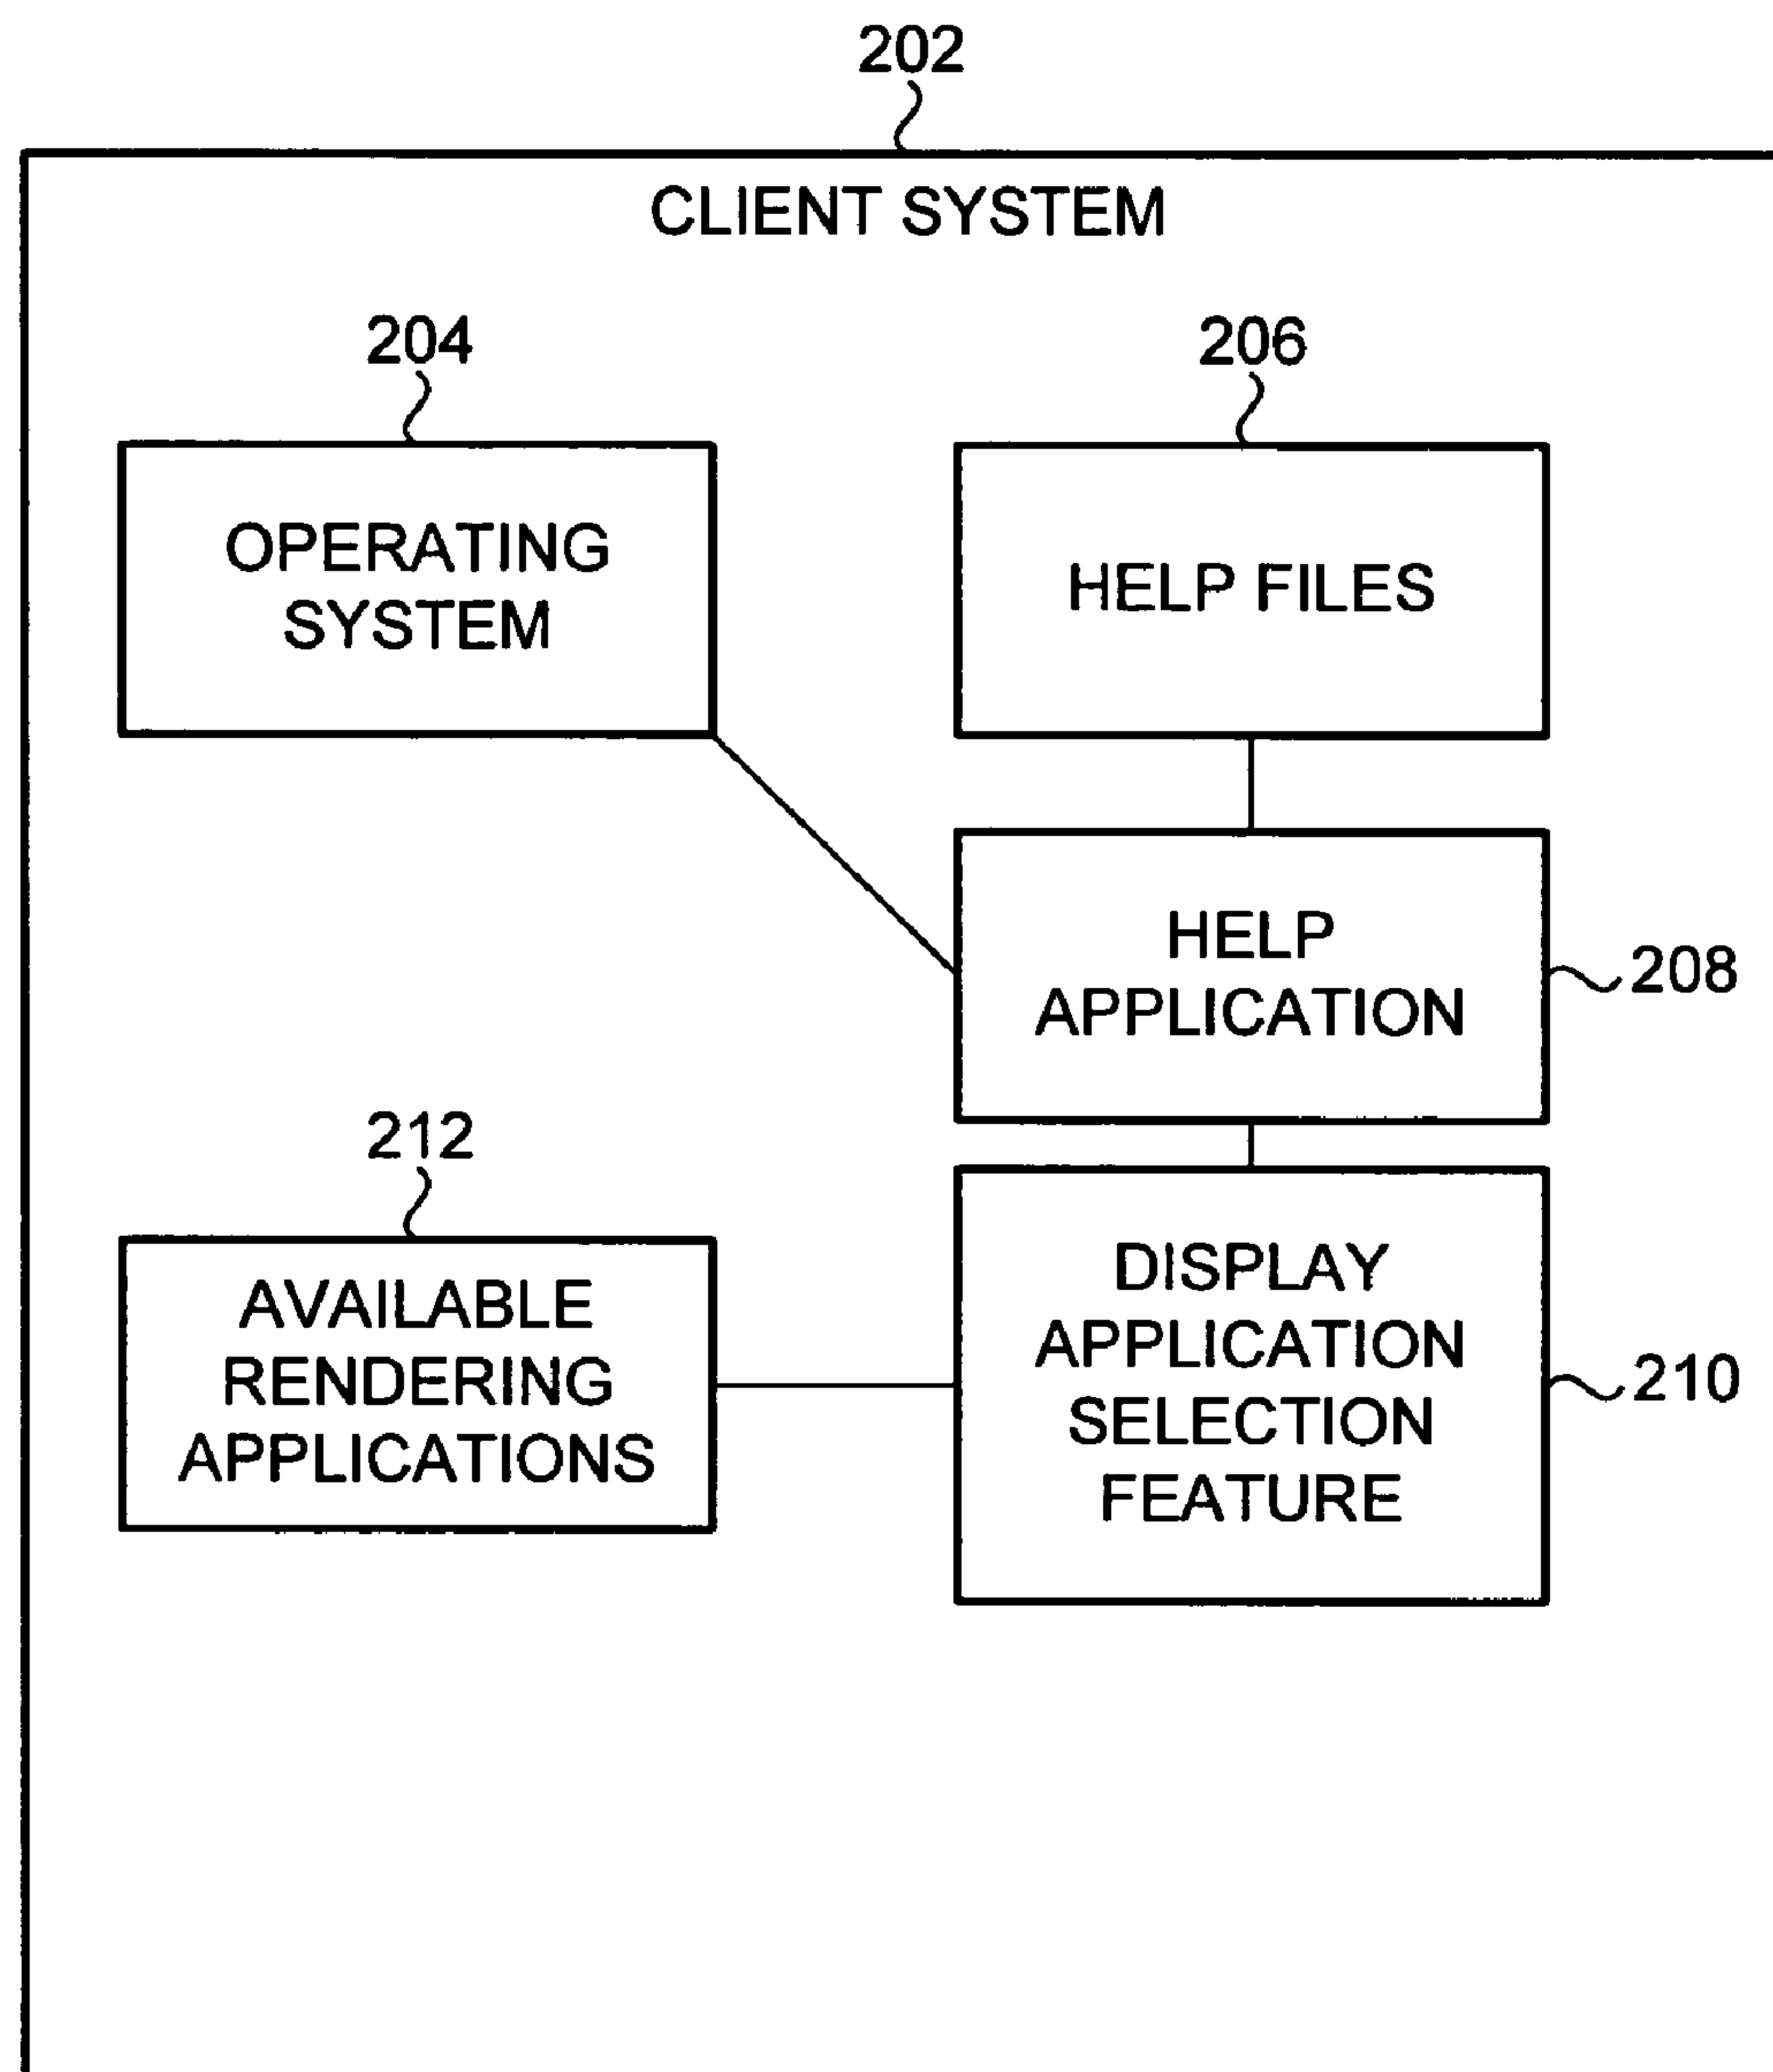 202
CLIENT SYSTEM
204
OPERATING
SYSTEM
206
HELP FILES
HELP
APPLICATION
208
212
AVAILABLE
RENDERING
APPLICATIONS
DISPLAY
APPLICATION
SELECTION
FEATURE
210